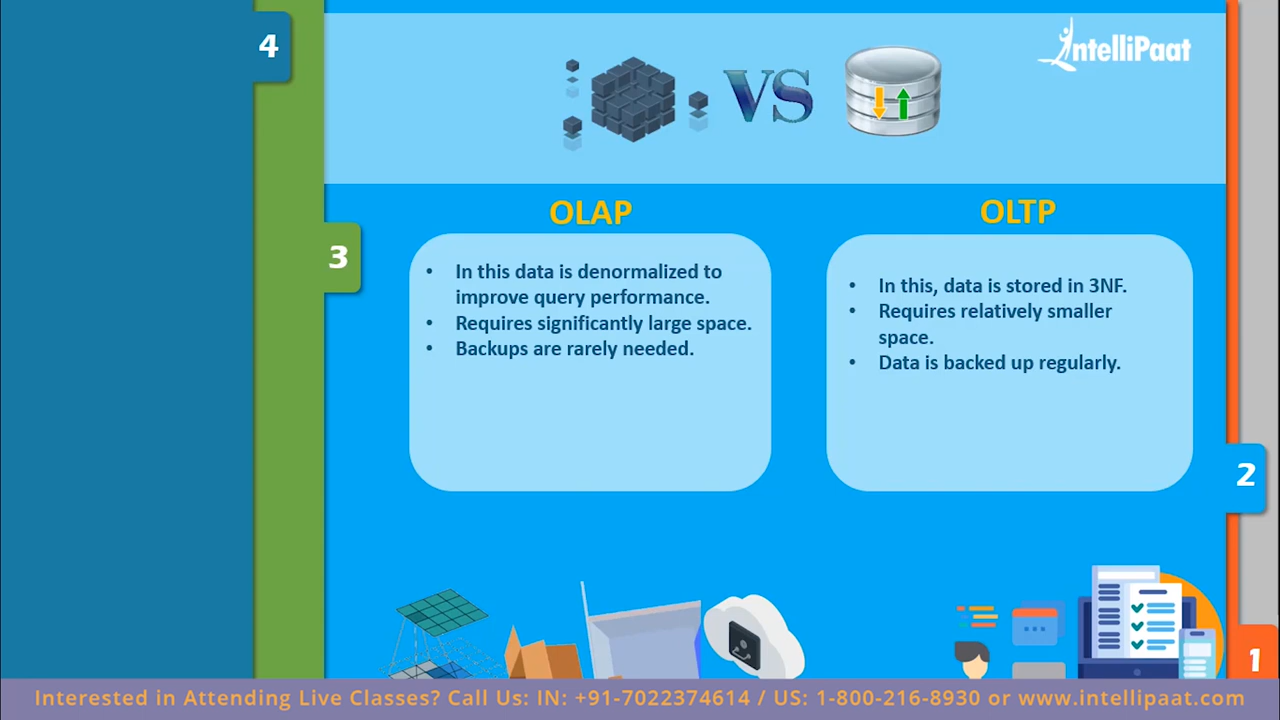 4
IntelliPaat
VS
OLAP
OLTP
3
• In this data is denormalized to
improve query performance.
• Requires significantly large space.
• Backups are rarely needed.
• In this, data is stored in 3NF.
• Requires relatively smaller
space.
• Data is backed up regularly.
2
1
Interested in Attending Live Classes? Call Us: IN: +91-7022374614 / US: 1-800-216-8930 or www.intellipaat.com